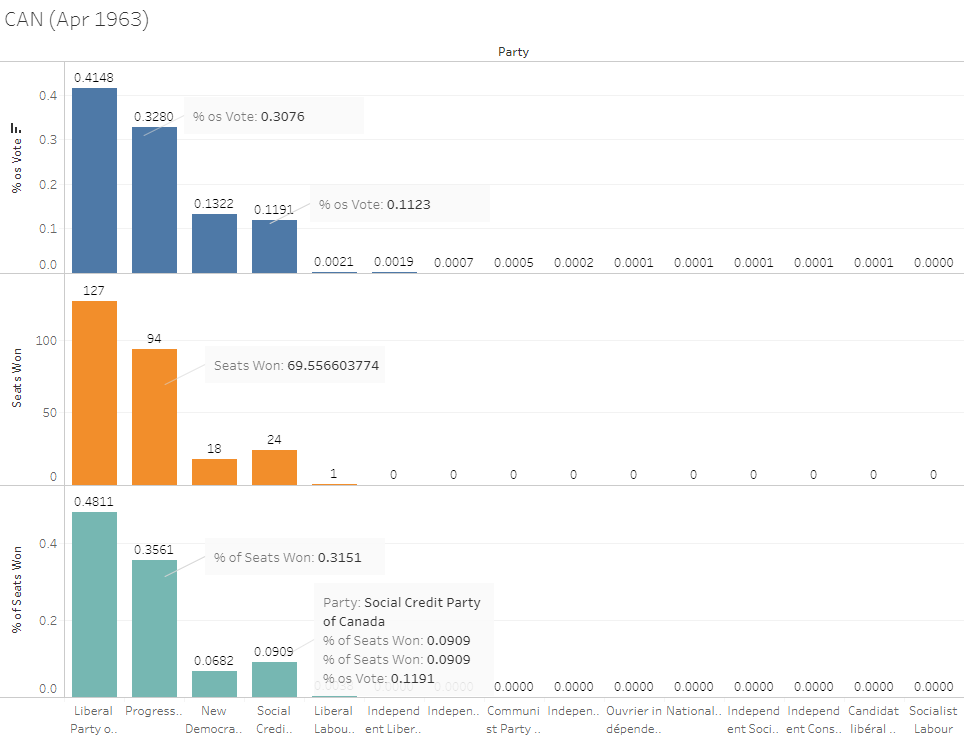 CAN (Apr 1963)
Party
% os Vote
0.4
0.3
0.2
0.1
0.0
0.4148
0.3280
0.1322
0.1191
0.0021
0.0019
0.0007
0.0005
0.0002
0.0001
0.0001
0.0001
0.0001
0.0001
0.0000
% os Vote: 0.3076
% os Vote: 0.1123
Seats Won
100
50
0
127
94
18
24
1
0
0
0
0
0
0
0
0
0
0
Seats Won: 69.556603774
% of Seats Won
0.4
0.2
0.0
0.4811
0.3561
0.0682
0.0909
% of Seats Won: 0.3151
Party: Social Credit Party
of Canada
% of Seats Won: 0.0909
% of Seats Won: 0.0909
% os Vote: 0.1191
0.0000
0.0000
0.0000
0.0000
0.0000
0.0000
0.0000
0.0000
Liberal
Party o..
Progress..
New
Democra..
Social
Credi..
Liberal
Labou..
Independ
ent Liber..
Indepen..
Communi
st Party ..
Indepen..
Ouvrier in
dépende..
National..
Independ
ent Soci..
Independ
ent Cons..
Candidat
libéral ..
Socialist
Labour